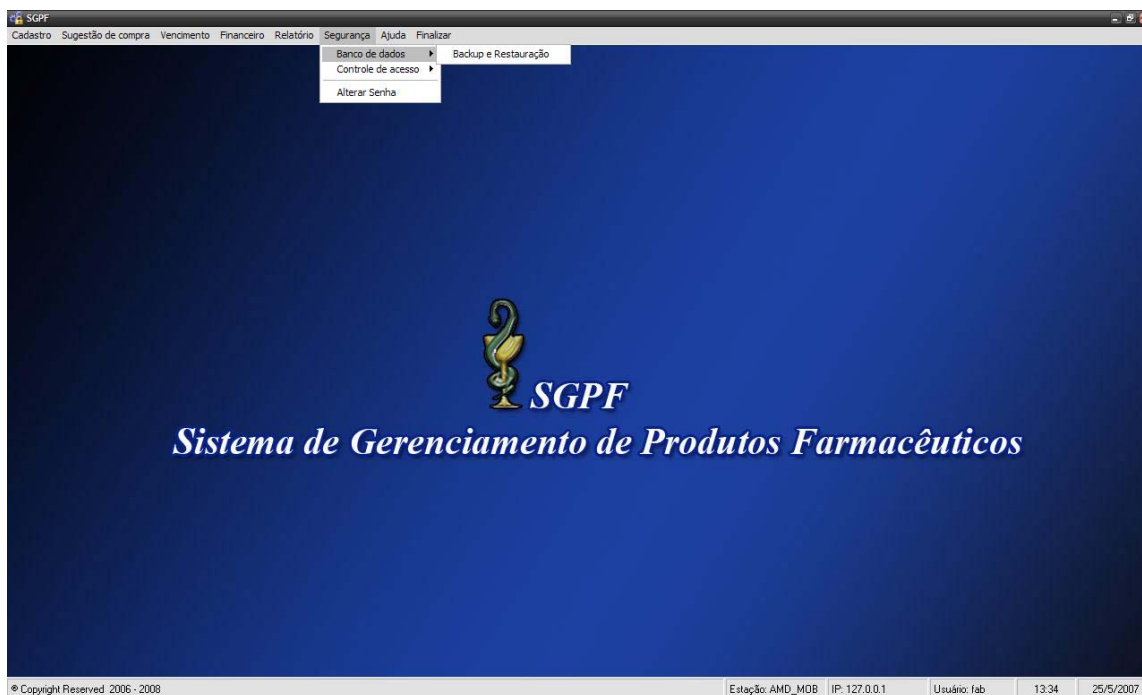 SGPF
Cadastro Sugestão de compra Vencimento Financeiro Relatório Segurança Ajuda Finalizar
Banco de dados Backup e Restauração
Controle de acesso
Alterar Senha
SGPF
Sistema de Gerenciamento de Produtos Farmacêuticos
© Copyright Reserved 2006 - 2008 Estação: AMD_MOB IP: 127.0.0.1 Usuário: fab 13:34 25/5/2007